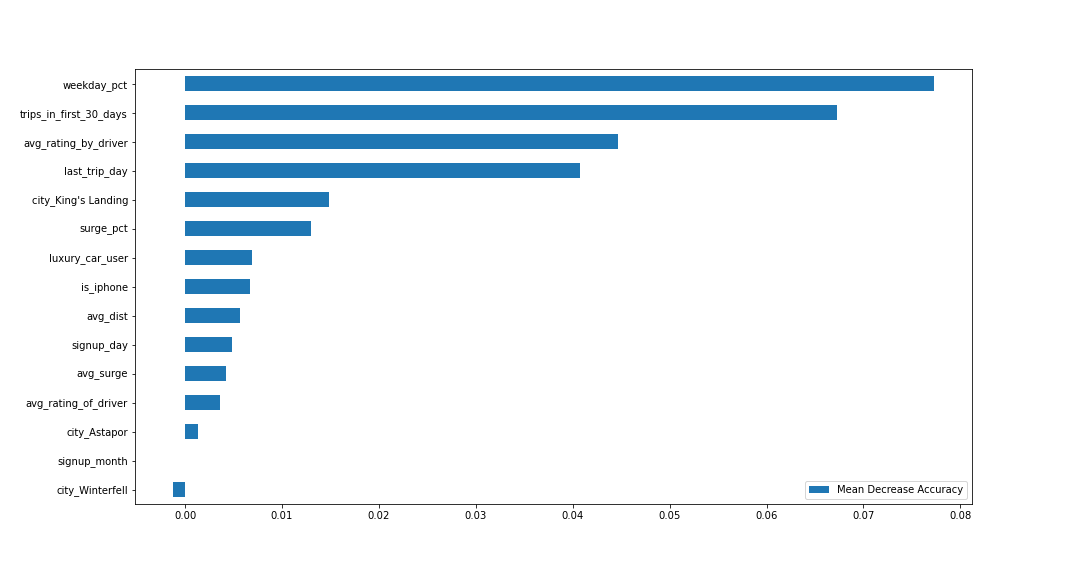 weekday_pct
trips_in_first_30_days
avg_rating_by_driver
last_trip_day
city_King's Landing
surge_pct
luxury_car_user
is_iphone
avg_dist
signup_day
avg_surge
avg_rating_of_driver
city_Astapor
signup_month
city_Winterfell
Mean Decrease Accuracy
0.00 0.01 0.02 0.03 0.04 0.05 0.06 0.07 0.08